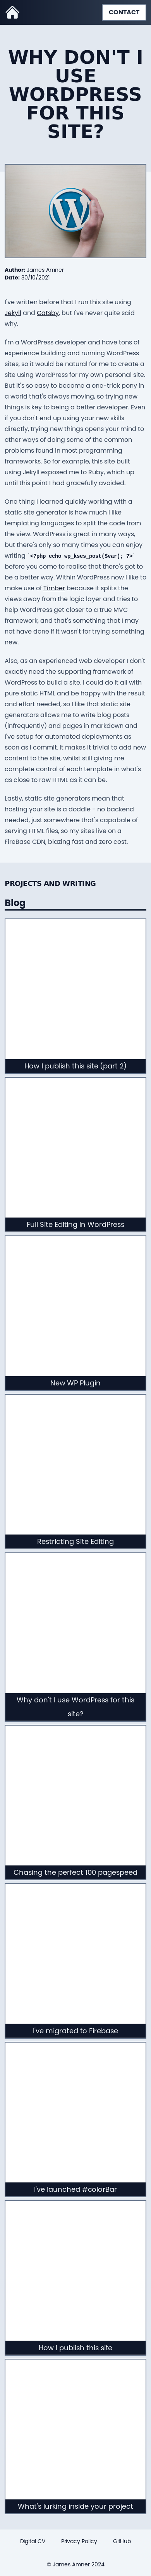 CONTACT
WHY DON'T I
USE
WORDPRESS
FOR THIS
SITE?
Author: James Amner
Date: 30/10/2021
I've written before that I run this site using
Jekyll and Gatsby, but I've never quite said
why.
I'm a WordPress developer and have tons of
experience building and running WordPress
sites, so it would be natural for me to create a
site using WordPress for my own personal site.
But it's so easy to become a one-trick pony in
a world that's always moving, so trying new
things is key to being a better developer. Even
if you don't end up using your new skills
directly, trying new things opens your mind to
other ways of doing some of the common
problems found in most programming
frameworks. So for example, this site built
using Jekyll exposed me to Ruby, which up
until this point I had gracefully avoided.
One thing I learned quickly working with a
static site generator is how much I like
templating languages to split the code from
the view. WordPress is great in many ways,
but there's only so many times you can enjoy
writing `<?php echo wp_kses_post($var); ?>`
before you start to realise that there's got to
be a better way. Within WordPress now I like to
make use of Timber because it splits the
views away from the logic layer and tries to
help WordPress get closer to a true MVC
framework, and that's something that I may
not have done if it wasn't for trying something
new.
Also, as an experienced web developer I don't
exactly need the supporting framework of
WordPress to build a site. I could do it all with
pure static HTML and be happy with the result
and effort needed, so I like that static site
generators allows me to write blog posts
(infrequently) and pages in markdown and
I've setup for automated deployments as
soon as I commit. It makes it trivial to add new
content to the site, whilst still giving me
complete control of each template in what's
as close to raw HTML as it can be.
Lastly, static site generators mean that
hosting your site is a doddle - no backend
needed, just somewhere that's capable of
serving HTML files, so my sites live on a
FireBase CDN, blazing fast and zero cost.
PROJECTS AND WRITING
Blog
How I publish this site (part 2)
Full Site Editing in WordPress
New WP Plugin
Restricting Site Editing
Why don't I use WordPress for this
site?
Chasing the perfect 100 pagespeed
I've migrated to Firebase
I've launched #colorBar
How I publish this site
What's lurking inside your project
Digital CV Privacy Policy GitHub
© James Amner 2024